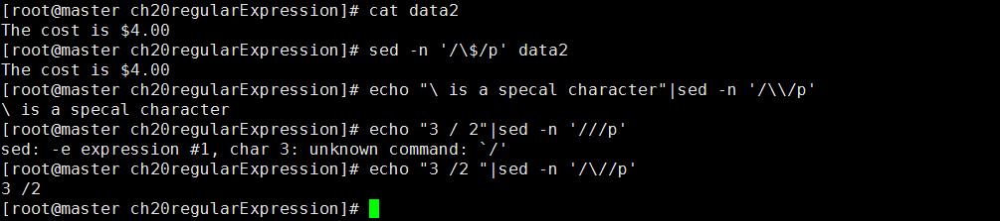 [root@master ch20regularExpression]# cat data2
The cost is $4.00
[root@master ch20regularExpression]# sed -n '/\$/p' data2
The cost is $4.00
[root@master ch20regularExpression]# echo "\ is a specal character"|sed -n '/\\/p'
\ is a specal character
[root@master ch20regularExpression]# echo "3 / 2"|sed -n '///p'
sed: -e expression #1, char 3: unknown command: `/'
[root@master ch20regularExpression]# echo "3 /2 "|sed -n '/\//p'
3 /2
[root@master ch20regularExpression]#